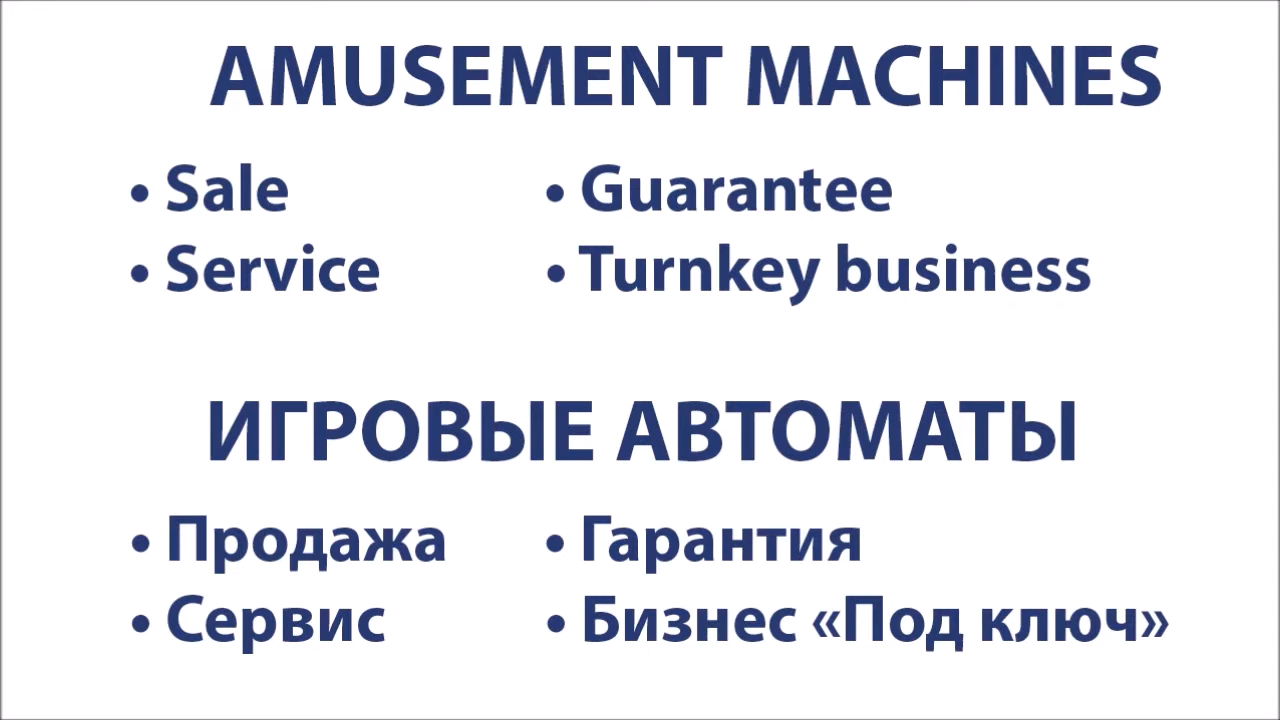 AMUSEMENT MACHINES
• Sale
• Service
• Guarantee
• Turnkey business
ИГРОВЫЕ АВТОМАТЫ
• Продажа
• Сервис
• Гарантия
• Бизнес «Под ключ»